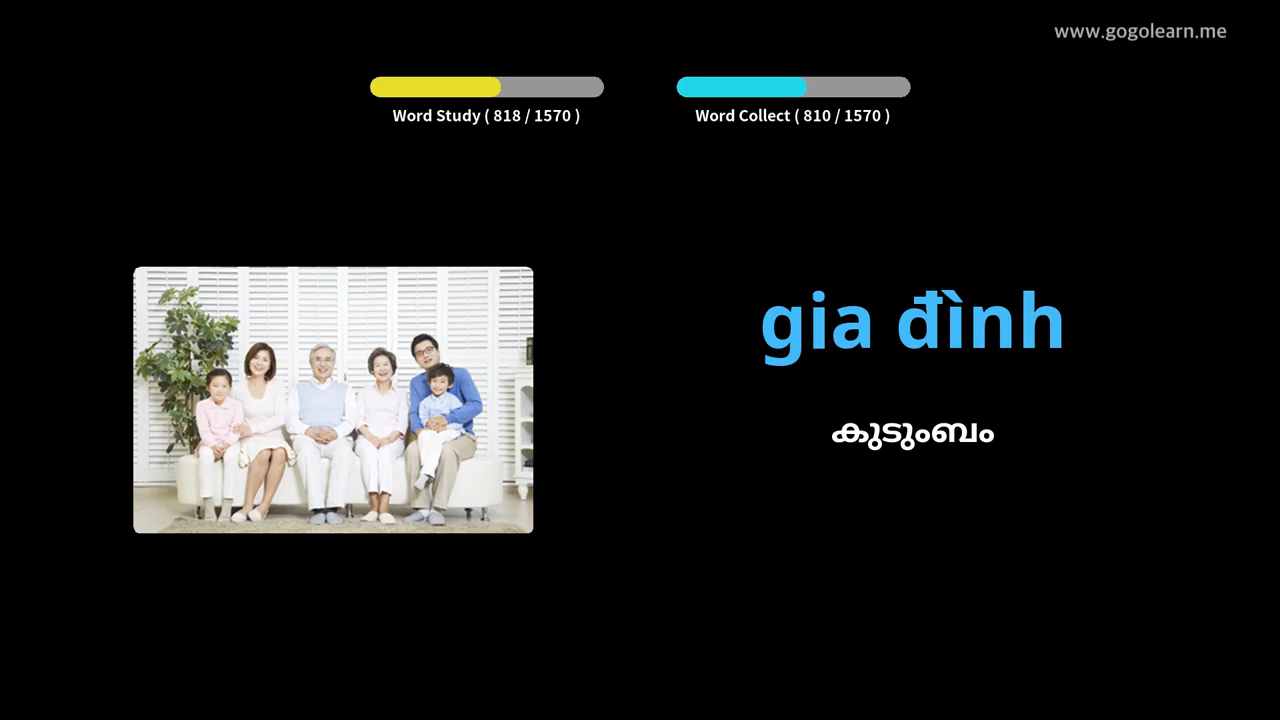 www.gogolearn.me
Word Study ( 818 / 1570 )
Word Collect ( 810 / 1570 )
gia đình
കുടുംബം